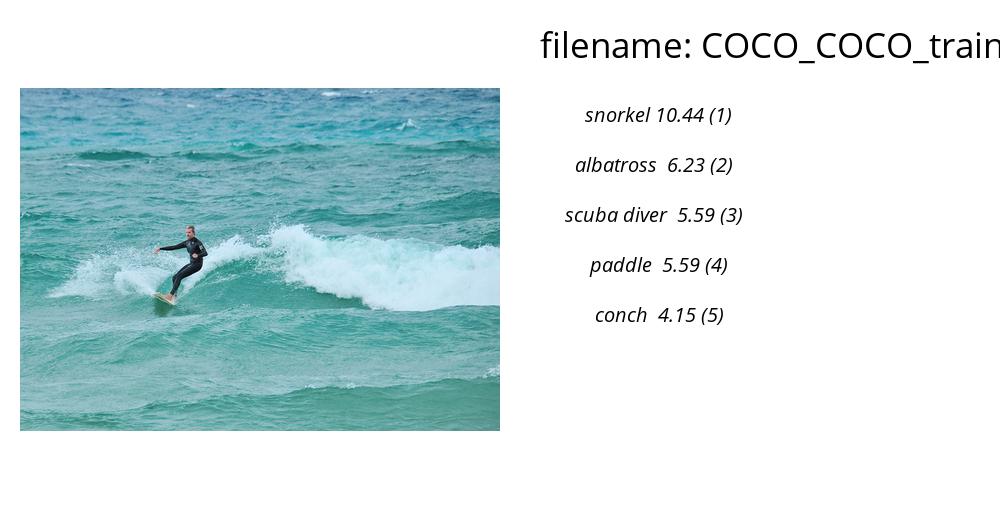 filename: COCO_COCO_train
snorkel 10.44 (1)
albatross 6.23 (2)
scuba diver 5.59 (3)
paddle 5.59 (4)
conch 4.15 (5)